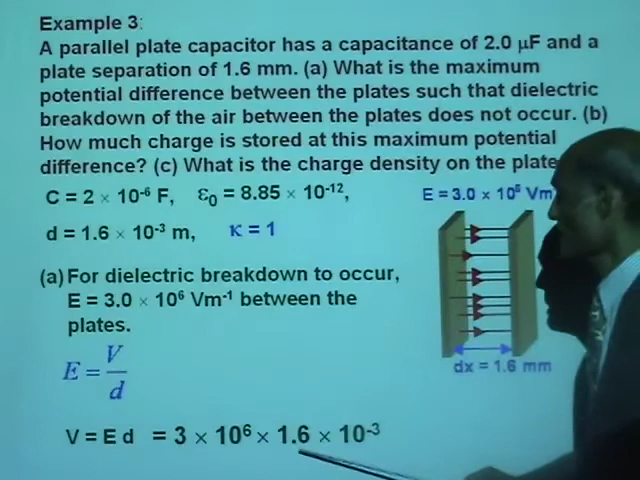 Example 3:
A parallel plate capacitor has a capacitance of 2.0 μF and a
plate separation of 1.6 mm. (a) What is the maximum
potential difference between the plates such that dielectric
breakdown of the air between the plates does not occur. (b)
How much charge is stored at this maximum potential
difference? (c) What is the charge density on the plate
C = 2 × 10⁻⁶ F, ε₀ = 8.85 × 10⁻¹²,
E = 3.0 × 10⁶ Vm
d = 1.6 × 10⁻³ m, κ = 1
(a) For dielectric breakdown to occur,
E = 3.0 × 10⁶ Vm⁻¹ between the
plates.
E = V/d
dx = 1.6 mm
V = E d = 3 × 10⁶ × 1.6 × 10⁻³